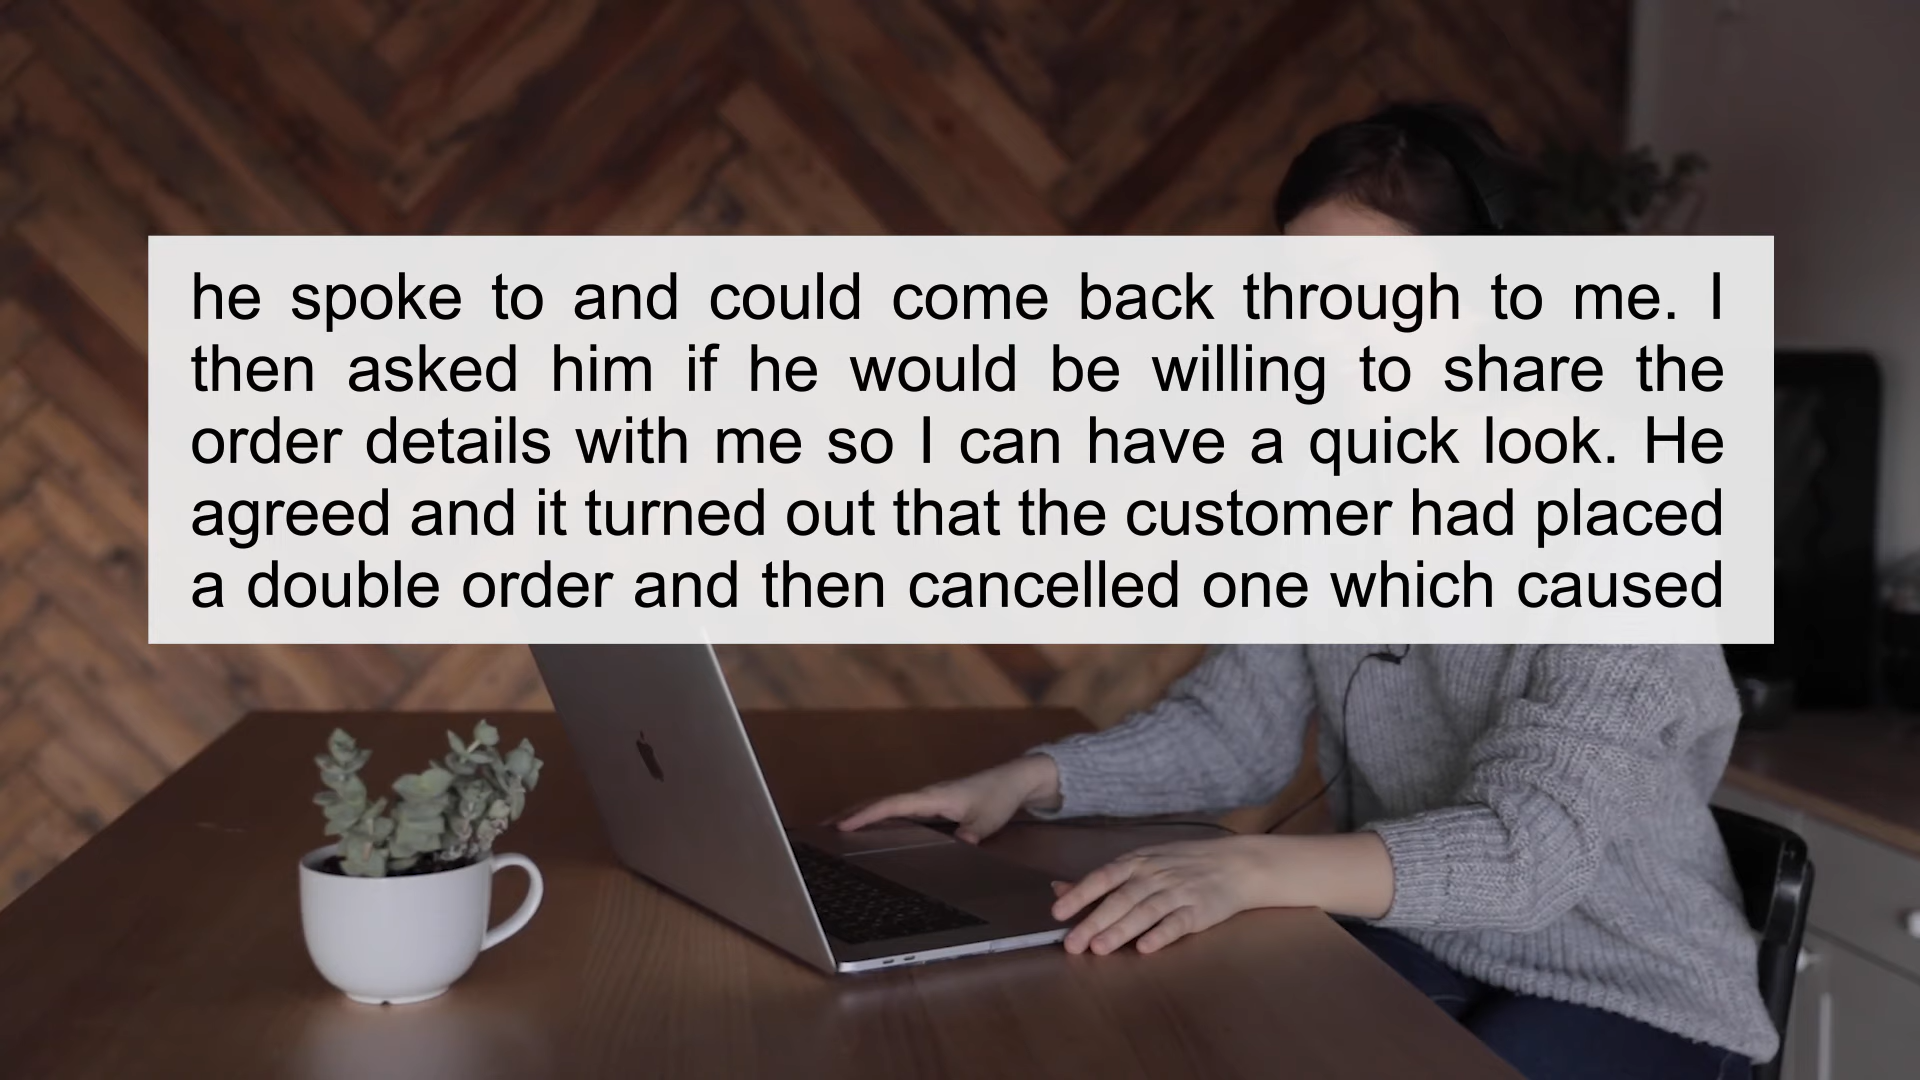 he spoke to and could come back through to me. I
then asked him if he would be willing to share the
order details with me so I can have a quick look. He
agreed and it turned out that the customer had placed
a double order and then cancelled one which caused